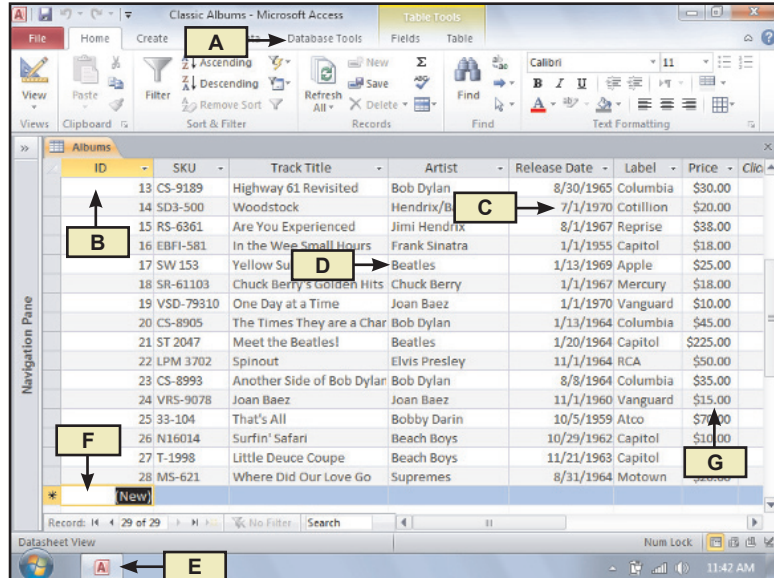 Classic Albums - Microsoft Access Table Tools
File Home Create Database Tools Fields Table
A
View Paste Filter Ascending Descending Remove Sort Refresh All New Save Delete Find Calibri 11
B I U
Views Clipboard Sort & Filter Records Find Text Formatting
Albums
ID SKU Track Title Artist Release Date Label Price
13 CS-9189 Highway 61 Revisited Bob Dylan 8/30/1965 Columbia $30.00
14 SD3-500 Woodstock 7/1/1970 Cotillion $20.00
C
15 RS-6361 Are You Experienced Jimi Hendrix 8/1/1967 Reprise $38.00
B
16 EBFI-581 In the Wee Small Hours Frank Sinatra 1/1/1955 Capitol $18.00
17 SW 153 Yellow Beatles 1/13/1969 Apple $25.00
D
18 SR-61103 Chuck Berry's Golden Hits Chuck Berry 1/1/1967 Mercury $18.00
19 VSD-79310 One Day at a Time Joan Baez 1/1/1970 Vanguard $10.00
20 CS-8905 The Times They are a Char Bob Dylan 1/13/1964 Columbia $45.00
21 ST 2047 Meet the Beatles! Beatles 1/20/1964 Capitol $225.00
22 LPM 3702 Spinout Elvis Presley 11/1/1964 RCA $50.00
23 CS-8993 Another Side of Bob Dylan Bob Dylan 8/8/1964 Columbia $35.00
24 VRS-9078 Joan Baez Joan Baez 11/1/1960 Vanguard $15.00
25 33-104 That's All Bobby Darin 10/5/1959 Atco
26 N16014 Surfin' Safari Beach Boys 10/29/1962 Capitol $10.00
F
G
27 T-1998 Little Deuce Coupe Beach Boys 11/21/1963 Capitol
28 MS-621 Where Did Our Love Go Supremes 8/31/1964 Motown
(New)
Navigation Pane
Record: 29 of 29 No Filter Search
Datasheet View Num Lock
E
11:42 AM